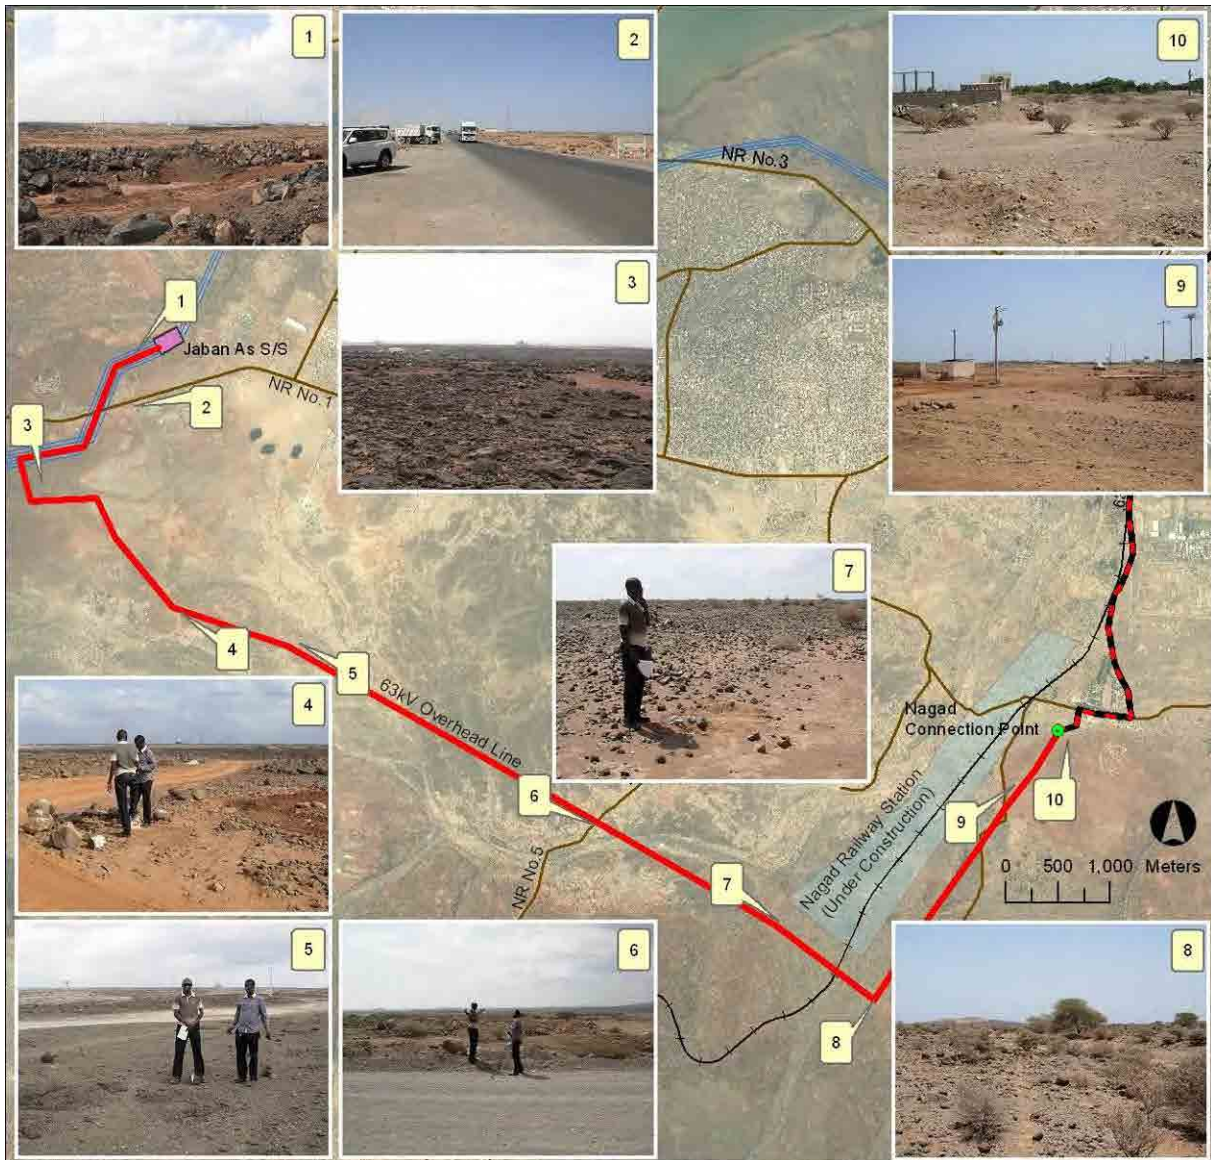 1
2
10
NR No.3
3
9
1
Jaban As S/S
NR No.1
2
3
7
4
5
63kV Overhead Line
4
Nagad
Connection Point
6
9
10
Nagad Railway Station
(Under Construction)
0 500 1,000 Meters
NR No.5
7
5
6
8
8